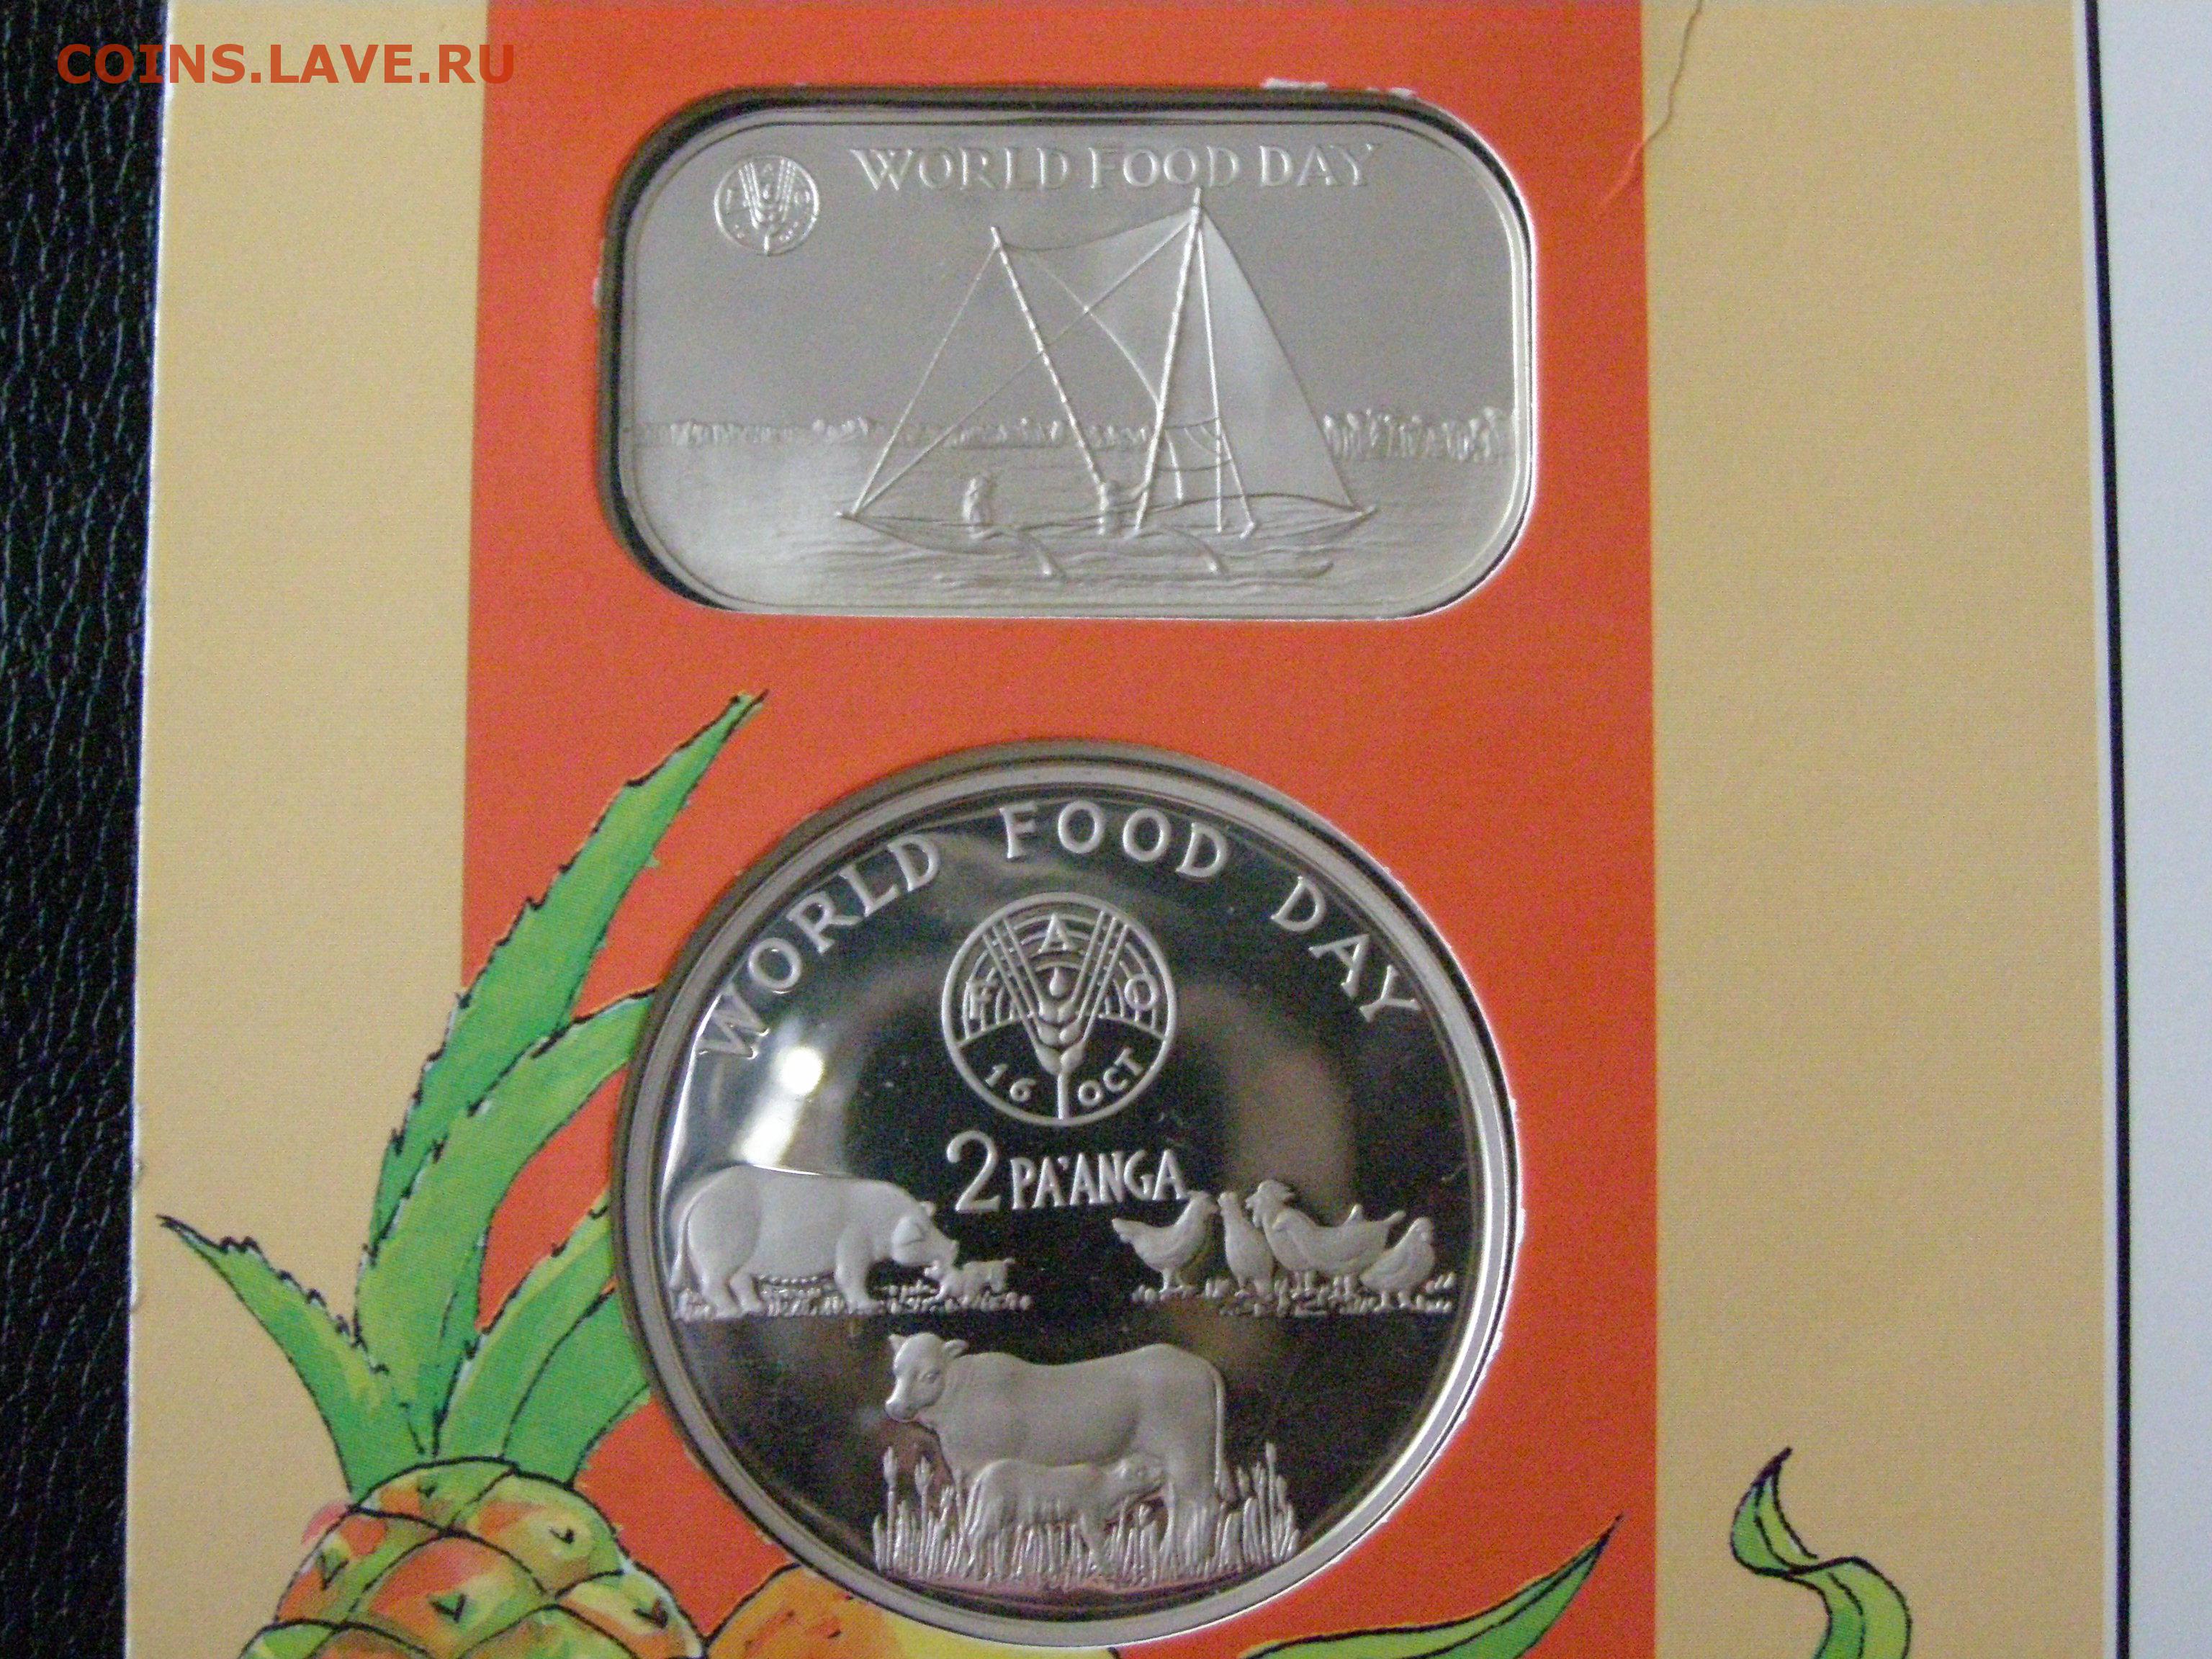 COINS.LAVE.RU
WORLD FOOD DAY
WORLD FOOD DAY
F A O
16 OCT
2 PA'ANGA